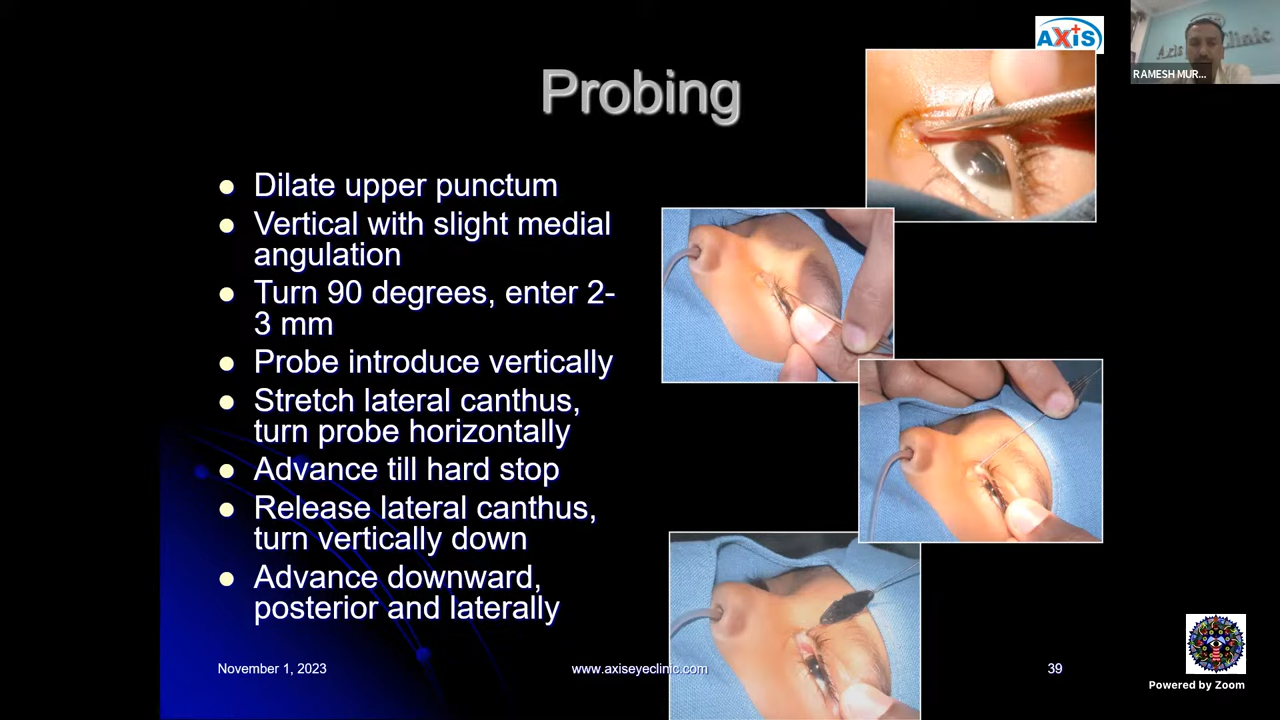 AXIS
Axis Clinic
RAMESH MUR...
Probing
Dilate upper punctum
Vertical with slight medial
angulation
Turn 90 degrees, enter 2-
3 mm
Probe introduce vertically
Stretch lateral canthus,
turn probe horizontally
Advance till hard stop
Release lateral canthus,
turn vertically down
Advance downward,
posterior and laterally
November 1, 2023
www.axiseyeclinic.com
39
Powered by Zoom